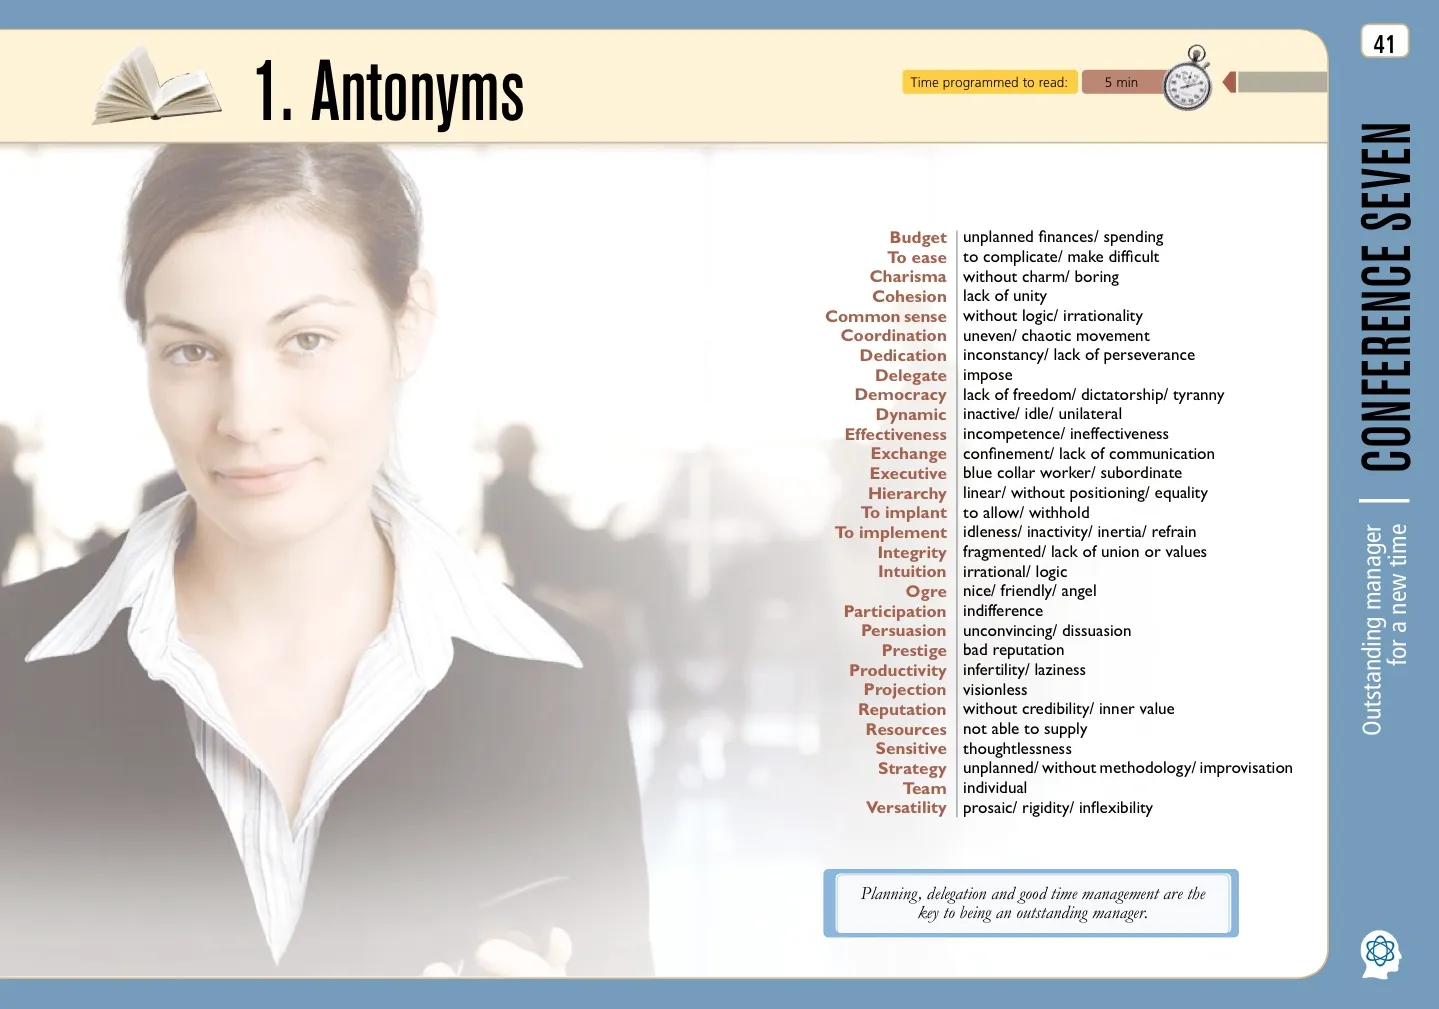 1. Antonyms
Time programmed to read:
5 min
41
Budget unplanned finances/ spending
To ease to complicate/ make difficult
Charisma without charm/ boring
Cohesion lack of unity
Common sense without logic/ irrationality
Coordination uneven/ chaotic movement
Dedication inconstancy/ lack of perseverance
Delegate impose
Democracy lack of freedom/ dictatorship/ tyranny
Dynamic inactive/ idle/ unilateral
Effectiveness incompetence/ ineffectiveness
Exchange confinement/ lack of communication
Executive blue collar worker/ subordinate
Hierarchy linear/ without positioning/ equality
To implant to allow/ withhold
To implement idleness/ inactivity/ inertia/ refrain
Integrity fragmented/ lack of union or values
Intuition irrational/ logic
Ogre nice/ friendly/ angel
Participation indifference
Persuasion unconvincing/ dissuasion
Prestige bad reputation
Productivity infertility/ laziness
Projection visionless
Reputation without credibility/ inner value
Resources not able to supply
Sensitive thoughtlessness
Strategy unplanned/ without methodology/ improvisation
Team individual
Versatility prosaic/ rigidity/ inflexibility
Planning, delegation and good time management are the
key to being an outstanding manager.
CONFERENCE SEVEN
Outstanding manager
for a new time